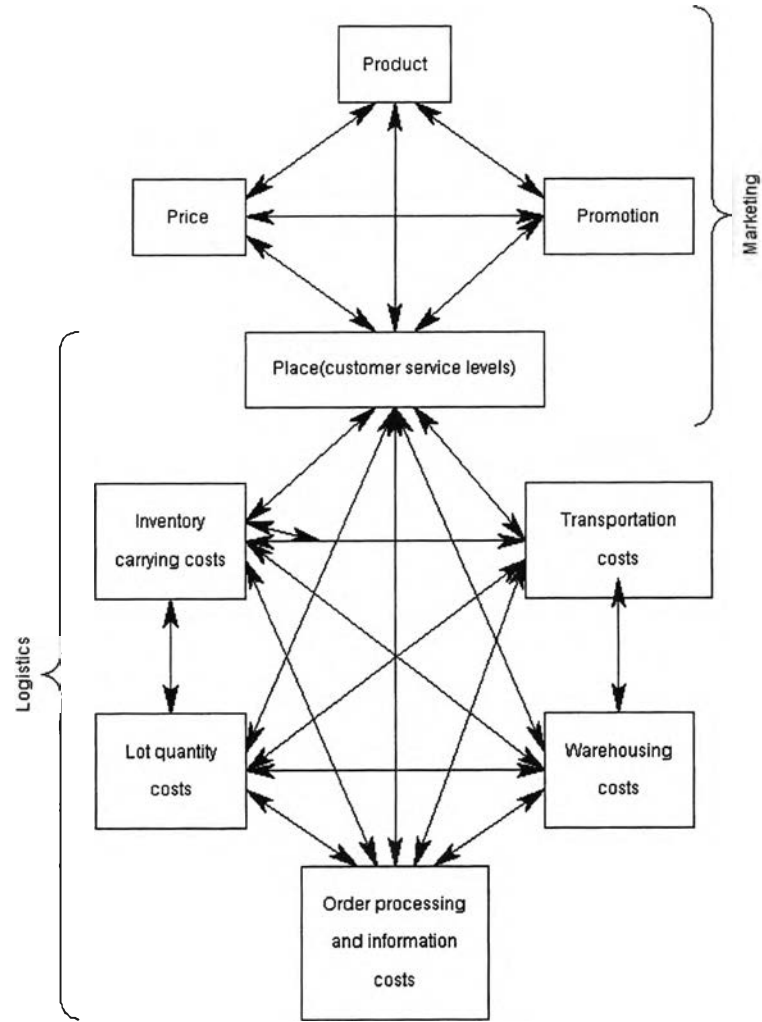 Product
Marketing
Price
Promotion
Place(customer service levels)
Inventory
carrying costs
Transportation
costs
Logistics
Lot quantity
costs
Warehousing
costs
Order processing
and information
costs